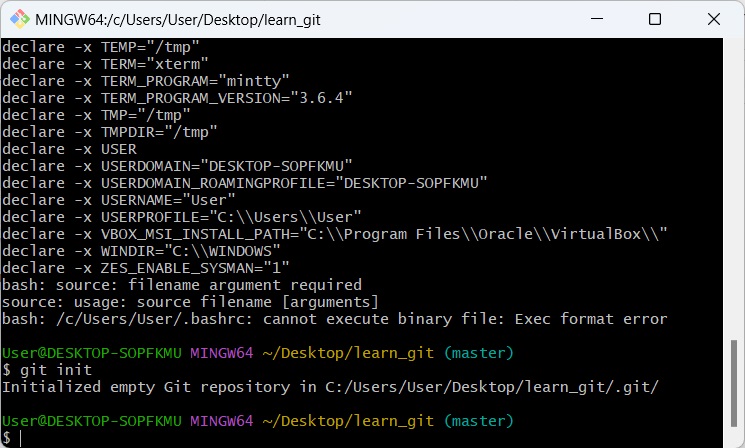 MINGW64:/c/Users/User/Desktop/learn_git
declare -x TEMP="/tmp"
declare -x TERM="xterm"
declare -x TERM_PROGRAM="mintty"
declare -x TERM_PROGRAM_VERSION="3.6.4"
declare -x TMP="/tmp"
declare -x TMPDIR="/tmp"
declare -x USER
declare -x USERDOMAIN="DESKTOP-SOPFKMU"
declare -x USERDOMAIN_ROAMINGPROFILE="DESKTOP-SOPFKMU"
declare -x USERNAME="User"
declare -x USERPROFILE="C:\\Users\\User"
declare -x VBOX_MSI_INSTALL_PATH="C:\\Program Files\\Oracle\\VirtualBox\\"
declare -x WINDIR="C:\\WINDOWS"
declare -x ZES_ENABLE_SYSMAN="1"
bash: source: filename argument required
source: usage: source filename [arguments]
bash: /c/Users/User/.bashrc: cannot execute binary file: Exec format error
User@DESKTOP-SOPFKMU MINGW64 ~/Desktop/learn_git (master)
$ git init
Initialized empty Git repository in C:/Users/User/Desktop/learn_git/.git/
User@DESKTOP-SOPFKMU MINGW64 ~/Desktop/learn_git (master)
$